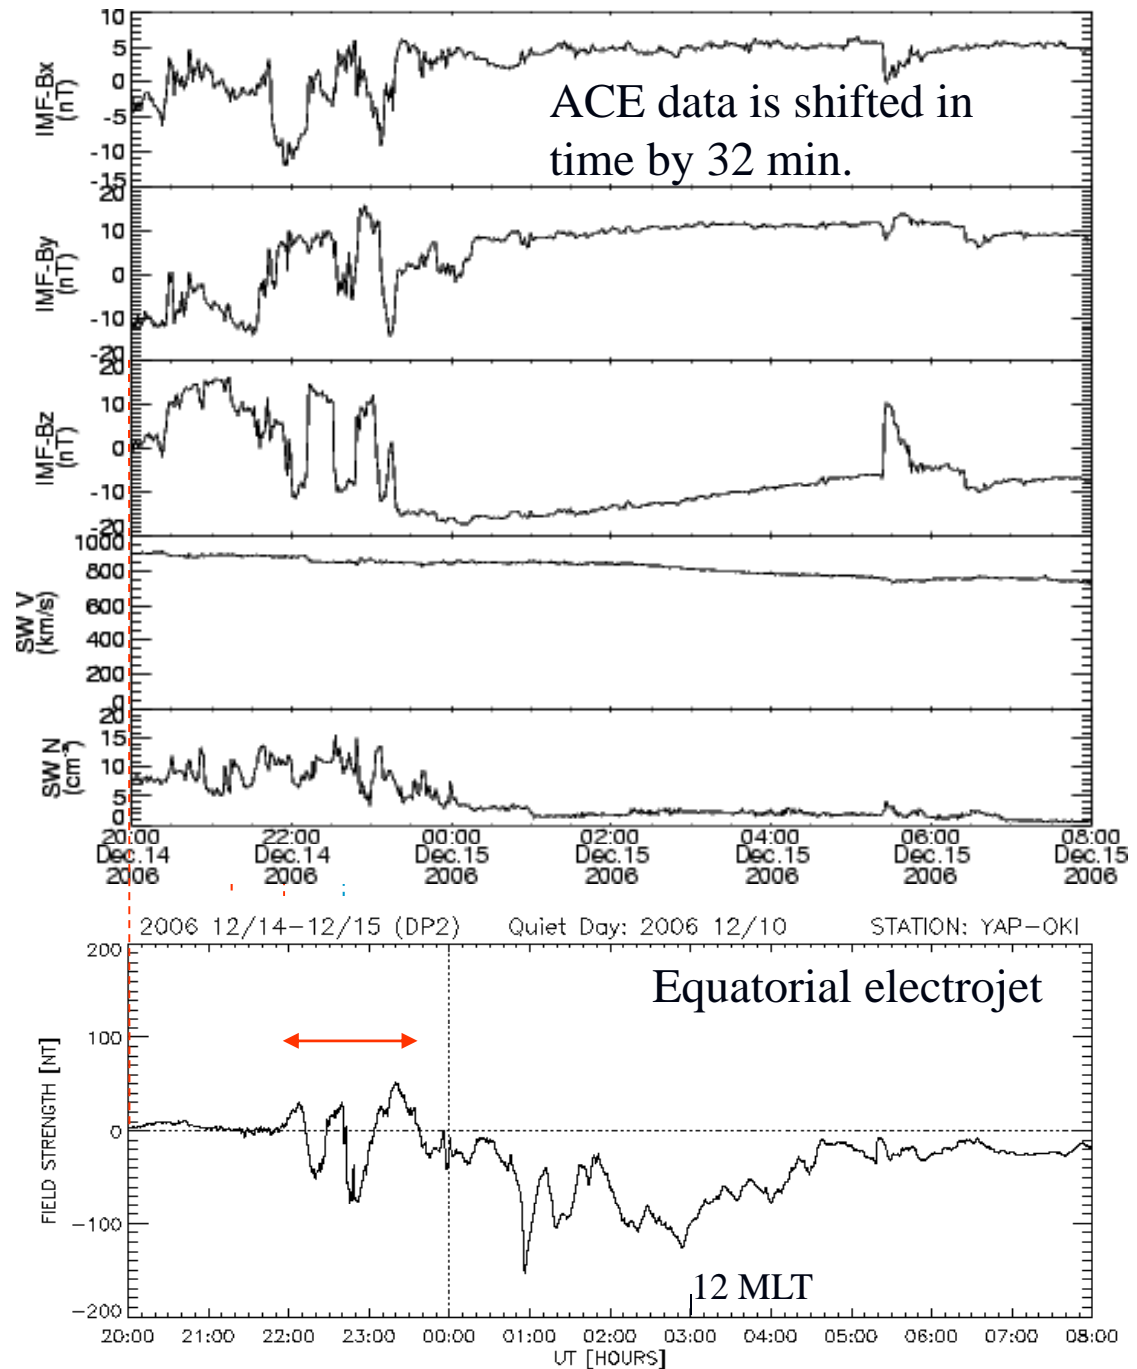 10
5
0
-5
-10
-15
IMF-Bx
(nT)
ACE data is shifted in
time by 32 min.
20
10
0
-10
-20
IMF-By
(nT)
20
10
0
-10
-20
IMF-Bz
(nT)
1000
800
600
400
200
0
SW V
(km/s)
20
15
10
5
0
SW N
(cm⁻³)
20:00 22:00 00:00 02:00 04:00 06:00 08:00
Dec.14 Dec.14 Dec.15 Dec.15 Dec.15 Dec.15 Dec.15
2006 2006 2006 2006 2006 2006 2006
2006 12/14-12/15 (DP2) Quiet Day: 2006 12/10 STATION: YAP-OKI
200
100
0
-100
-200
FIELD STRENGTH [NT]
Equatorial electrojet
12 MLT
20:00 21:00 22:00 23:00 00:00 01:00 02:00 03:00 04:00 05:00 06:00 07:00 08:00
UT [HOURS]